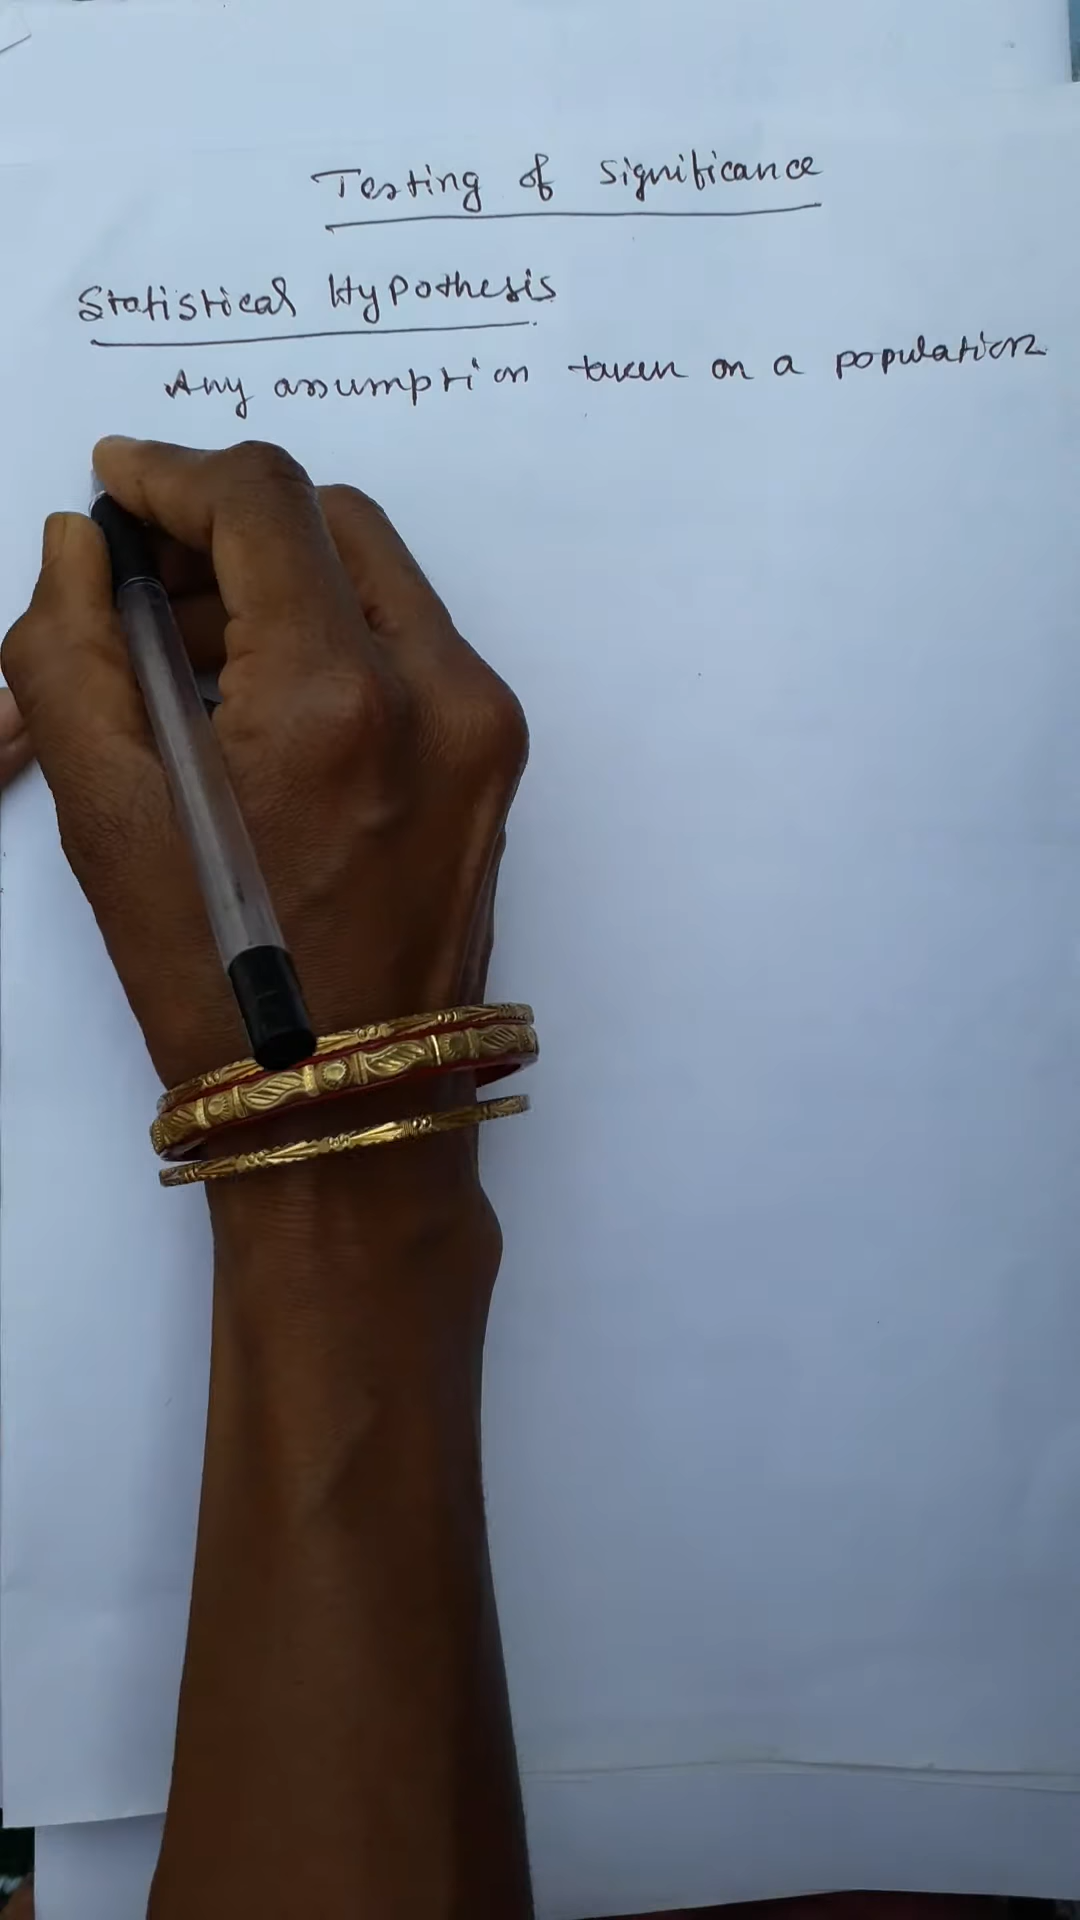 Testing of significance
Statistical Hypothesis
Any assumption taken on a population